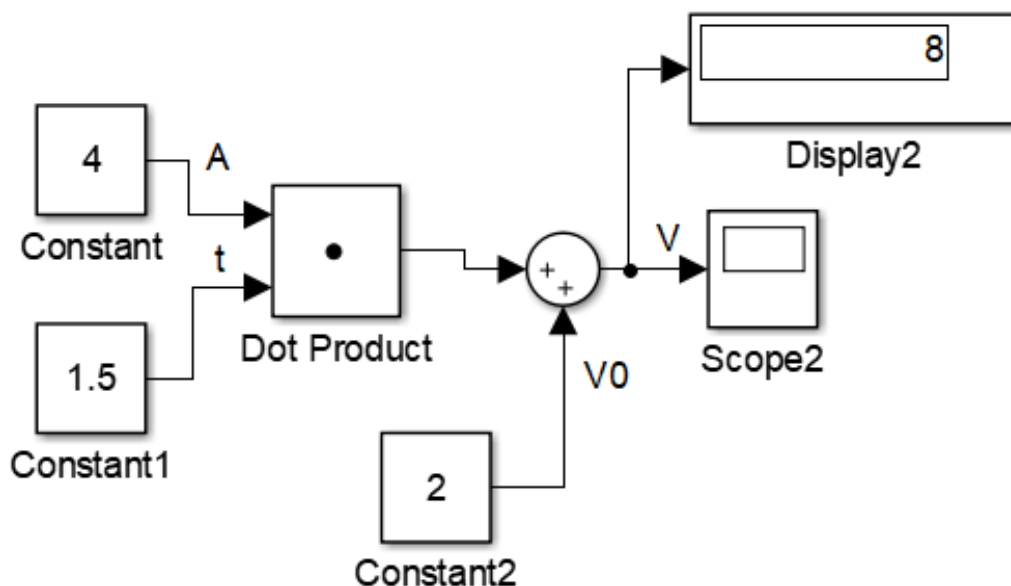 8
Display2
4
A
Constant
t
Dot Product
1.5
Constant1
+
+
V
Scope2
V0
2
Constant2